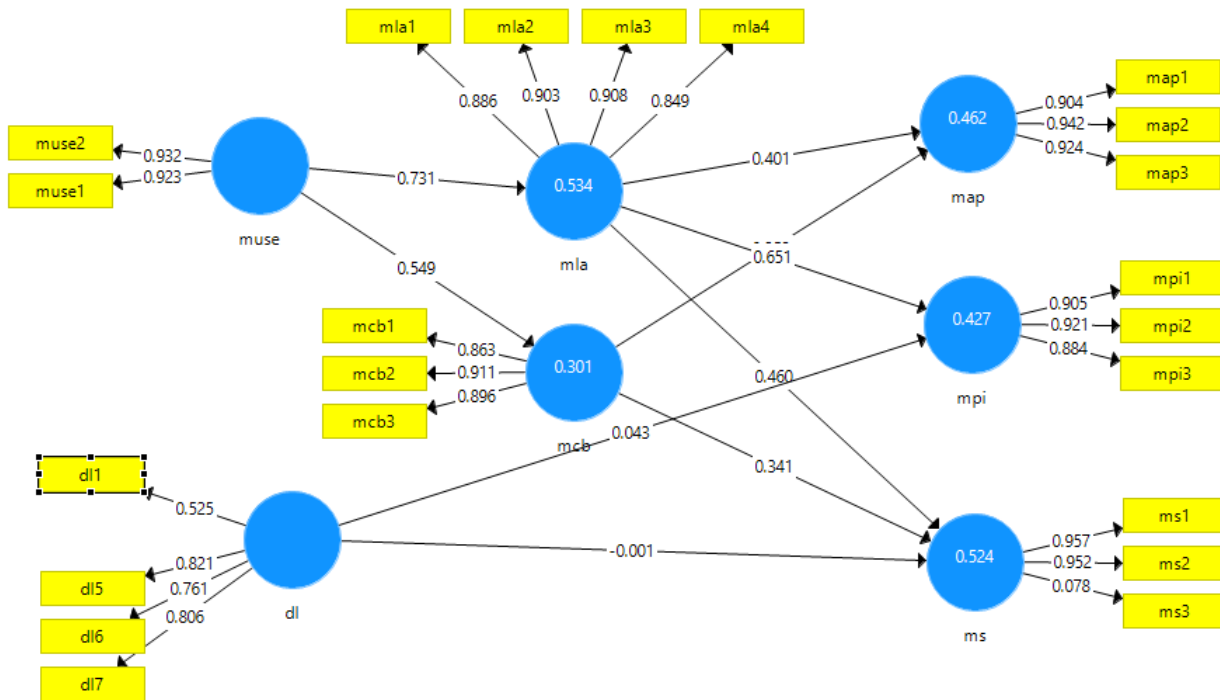 mla1 mla2 mla3 mla4
0.886 0.903 0.908 0.849
map1
map2
map3
0.904
0.942
0.924
0.462
map
muse2
muse1
0.932
0.923
muse
0.731
0.534
mla
0.401
0.651
0.549
mcb1
mcb2
mcb3
0.863
0.911
0.896
0.301
mcb
mpi1
mpi2
mpi3
0.905
0.921
0.884
0.427
mpi
0.460
0.043
0.341
dl1
0.525
dl5
dl6
dl7
0.821
0.761
0.806
dl
-0.001
ms1
ms2
ms3
0.957
0.952
0.078
0.524
ms